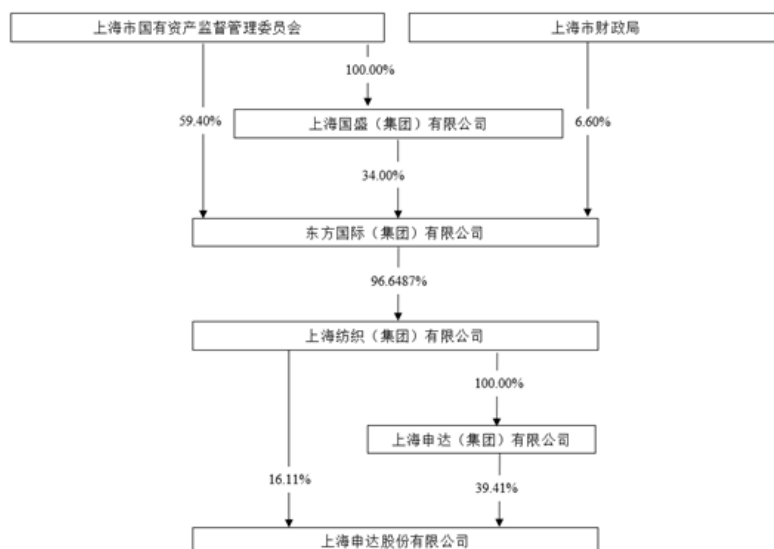 上海市国有资产监督管理委员会
上海市财政局
100.00%
59.40%
上海国盛（集团）有限公司
6.60%
34.00%
东方国际（集团）有限公司
96.6487%
上海纺织（集团）有限公司
100.00%
上海申达（集团）有限公司
16.11%
39.41%
上海申达股份有限公司